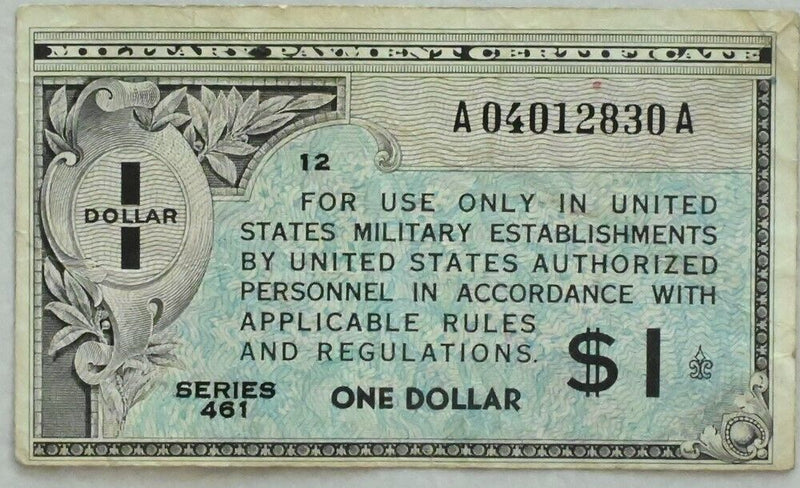 MILITARY PAYMENT CERTIFICATE
A04012830A
12
1
DOLLAR
FOR USE ONLY IN UNITED
STATES MILITARY ESTABLISHMENTS
BY UNITED STATES AUTHORIZED
PERSONNEL IN ACCORDANCE WITH
APPLICABLE RULES
AND REGULATIONS.
$1
SERIES
461
ONE DOLLAR